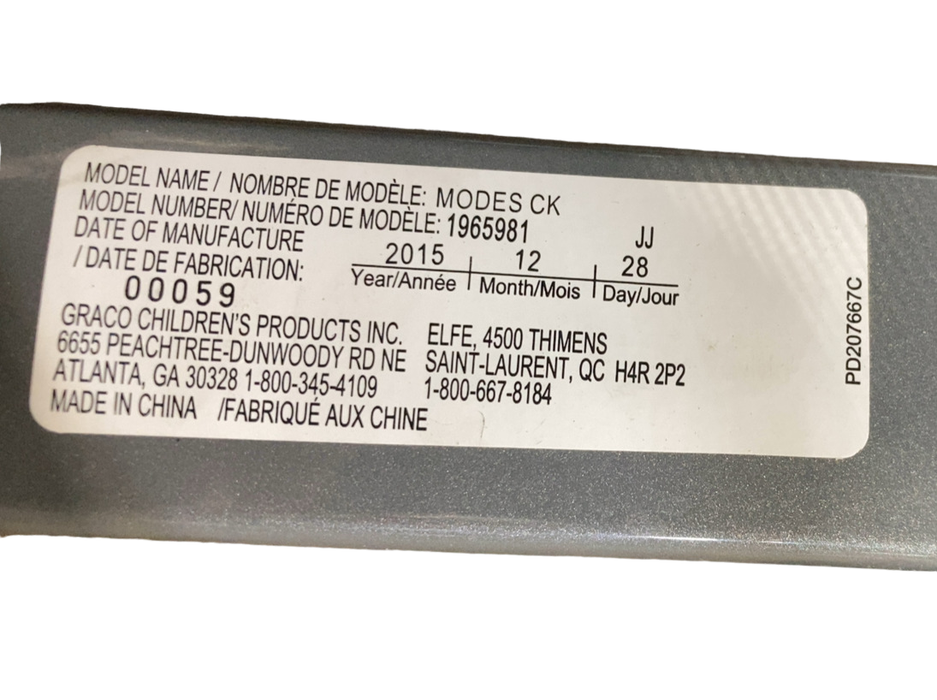 MODEL NAME / NOMBRE DE MODÈLE: MODES CK
MODEL NUMBER/ NUMÉRO DE MODÈLE: 1965981
DATE OF MANUFACTURE JJ
/ DATE DE FABRICATION: 2015 12 28
Year/Année Month/Mois Day/Jour
00059
GRACO CHILDREN'S PRODUCTS INC. ELFE, 4500 THIMENS
6655 PEACHTREE-DUNWOODY RD NE SAINT-LAURENT, QC H4R 2P2
ATLANTA, GA 30328 1-800-345-4109 1-800-667-8184
MADE IN CHINA /FABRIQUÉ AUX CHINE
PD207667C